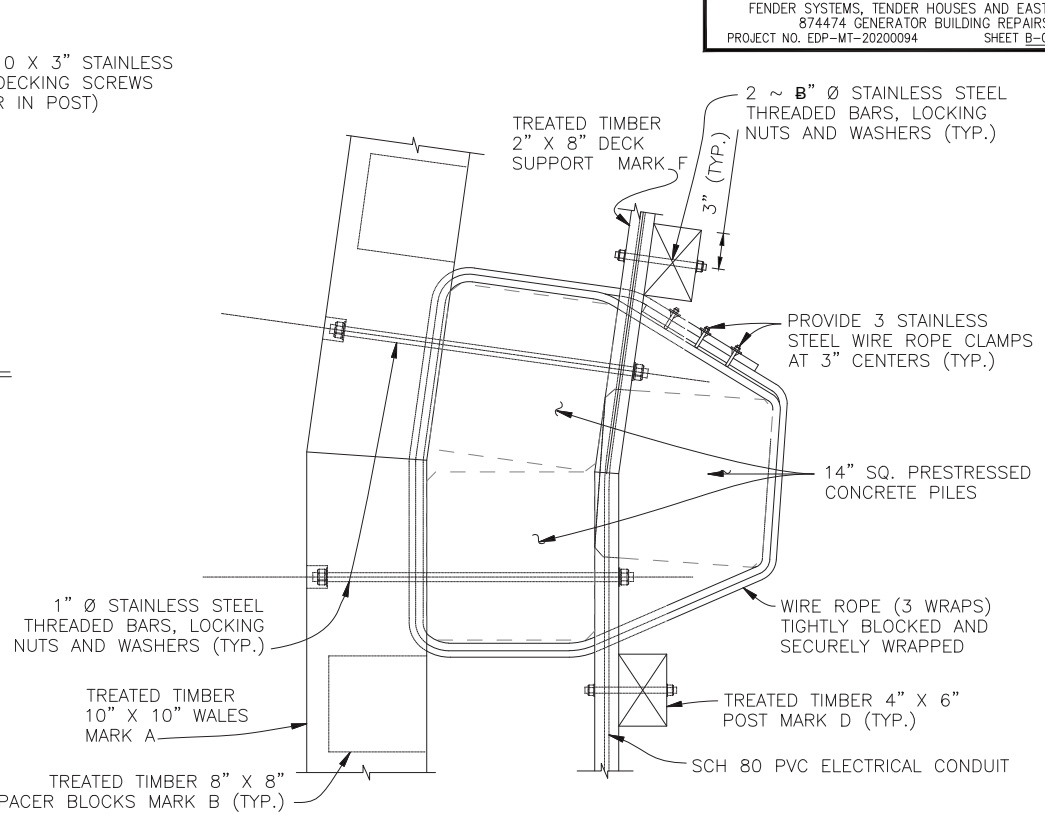 FENDER SYSTEMS, TENDER HOUSES AND EAST
874474 GENERATOR BUILDING REPAIRS
PROJECT NO. EDP-MT-20200094 SHEET B-
0 X 3" STAINLESS
DECKING SCREWS
R IN POST)
2 ~ " Ø STAINLESS STEEL
THREADED BARS, LOCKING
NUTS AND WASHERS (TYP.)
TREATED TIMBER
2" X 8" DECK
SUPPORT MARK F
3" (TYP.)
PROVIDE 3 STAINLESS
STEEL WIRE ROPE CLAMPS
AT 3" CENTERS (TYP.)
14" SQ. PRESTRESSED
CONCRETE PILES
1" Ø STAINLESS STEEL
THREADED BARS, LOCKING
NUTS AND WASHERS (TYP.)
WIRE ROPE (3 WRAPS)
TIGHTLY BLOCKED AND
SECURELY WRAPPED
TREATED TIMBER
10" X 10" WALES
MARK A
TREATED TIMBER 4" X 6"
POST MARK D (TYP.)
SCH 80 PVC ELECTRICAL CONDUIT
TREATED TIMBER 8" X 8"
PACER BLOCKS MARK B (TYP.)